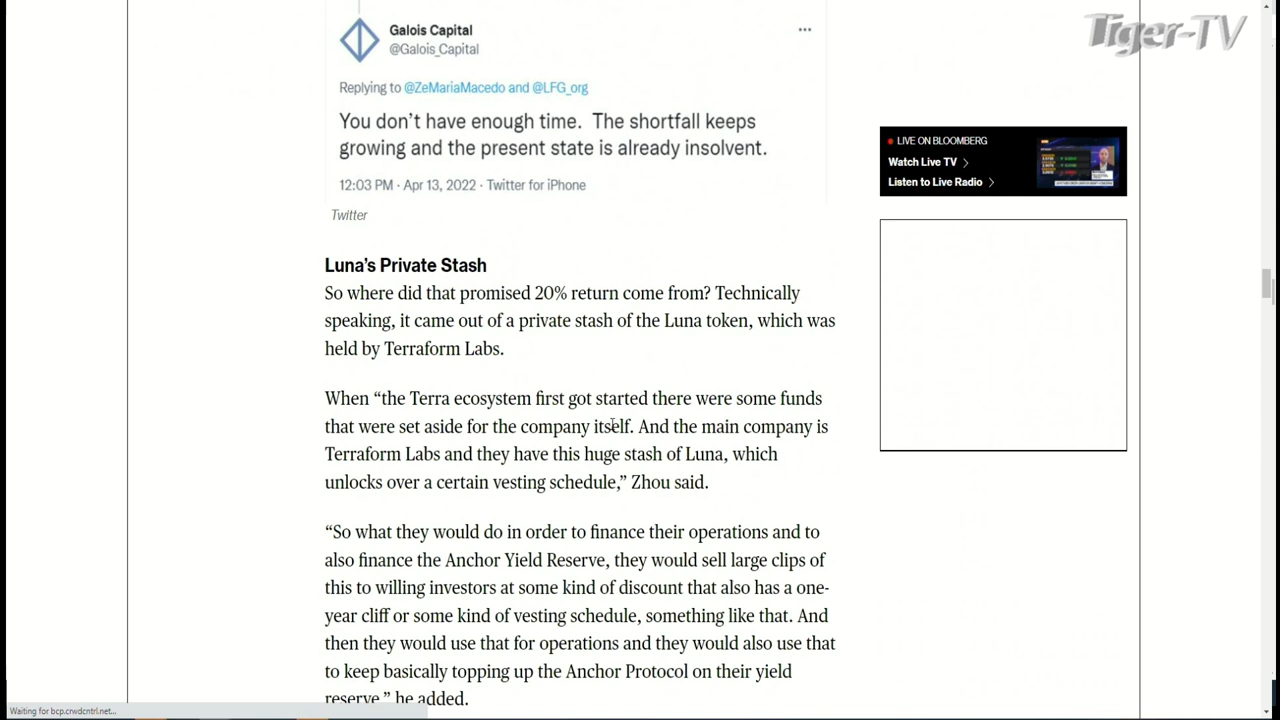 Tiger-TV
Galois Capital
@Galois_Capital
Replying to @ZeMariaMacedo and @LFG_org
You don't have enough time. The shortfall keeps
growing and the present state is already insolvent.
12:03 PM · Apr 13, 2022 · Twitter for iPhone
Twitter
LIVE ON BLOOMBERG
Watch Live TV
Listen to Live Radio
Luna's Private Stash
So where did that promised 20% return come from? Technically
speaking, it came out of a private stash of the Luna token, which was
held by Terraform Labs.
When “the Terra ecosystem first got started there were some funds
that were set aside for the company itself. And the main company is
Terraform Labs and they have this huge stash of Luna, which
unlocks over a certain vesting schedule,” Zhou said.
“So what they would do in order to finance their operations and to
also finance the Anchor Yield Reserve, they would sell large clips of
this to willing investors at some kind of discount that also has a one-
year cliff or some kind of vesting schedule, something like that. And
then they would use that for operations and they would also use that
to keep basically topping up the Anchor Protocol on their yield
reserve,” he added.
Waiting for bcp.crwdcntrl.net...